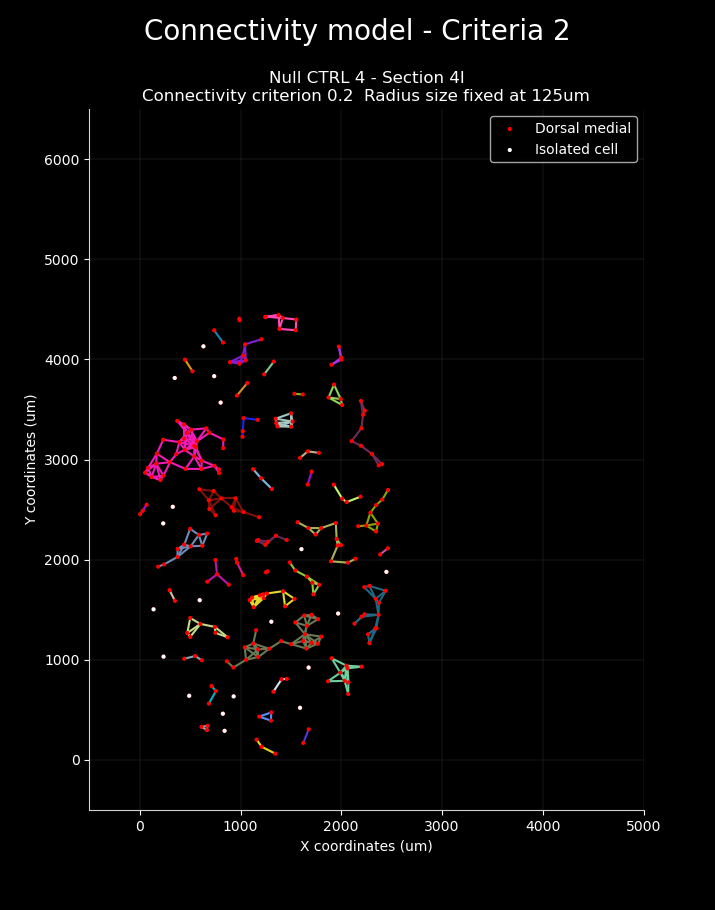 Connectivity model - Criteria 2
Null CTRL 4 - Section 4I
Connectivity criterion 0.2  Radius size fixed at 125um
Dorsal medial
Isolated cell
6000
5000
4000
3000
2000
1000
0
Y coordinates (um)
0 1000 2000 3000 4000 5000
X coordinates (um)